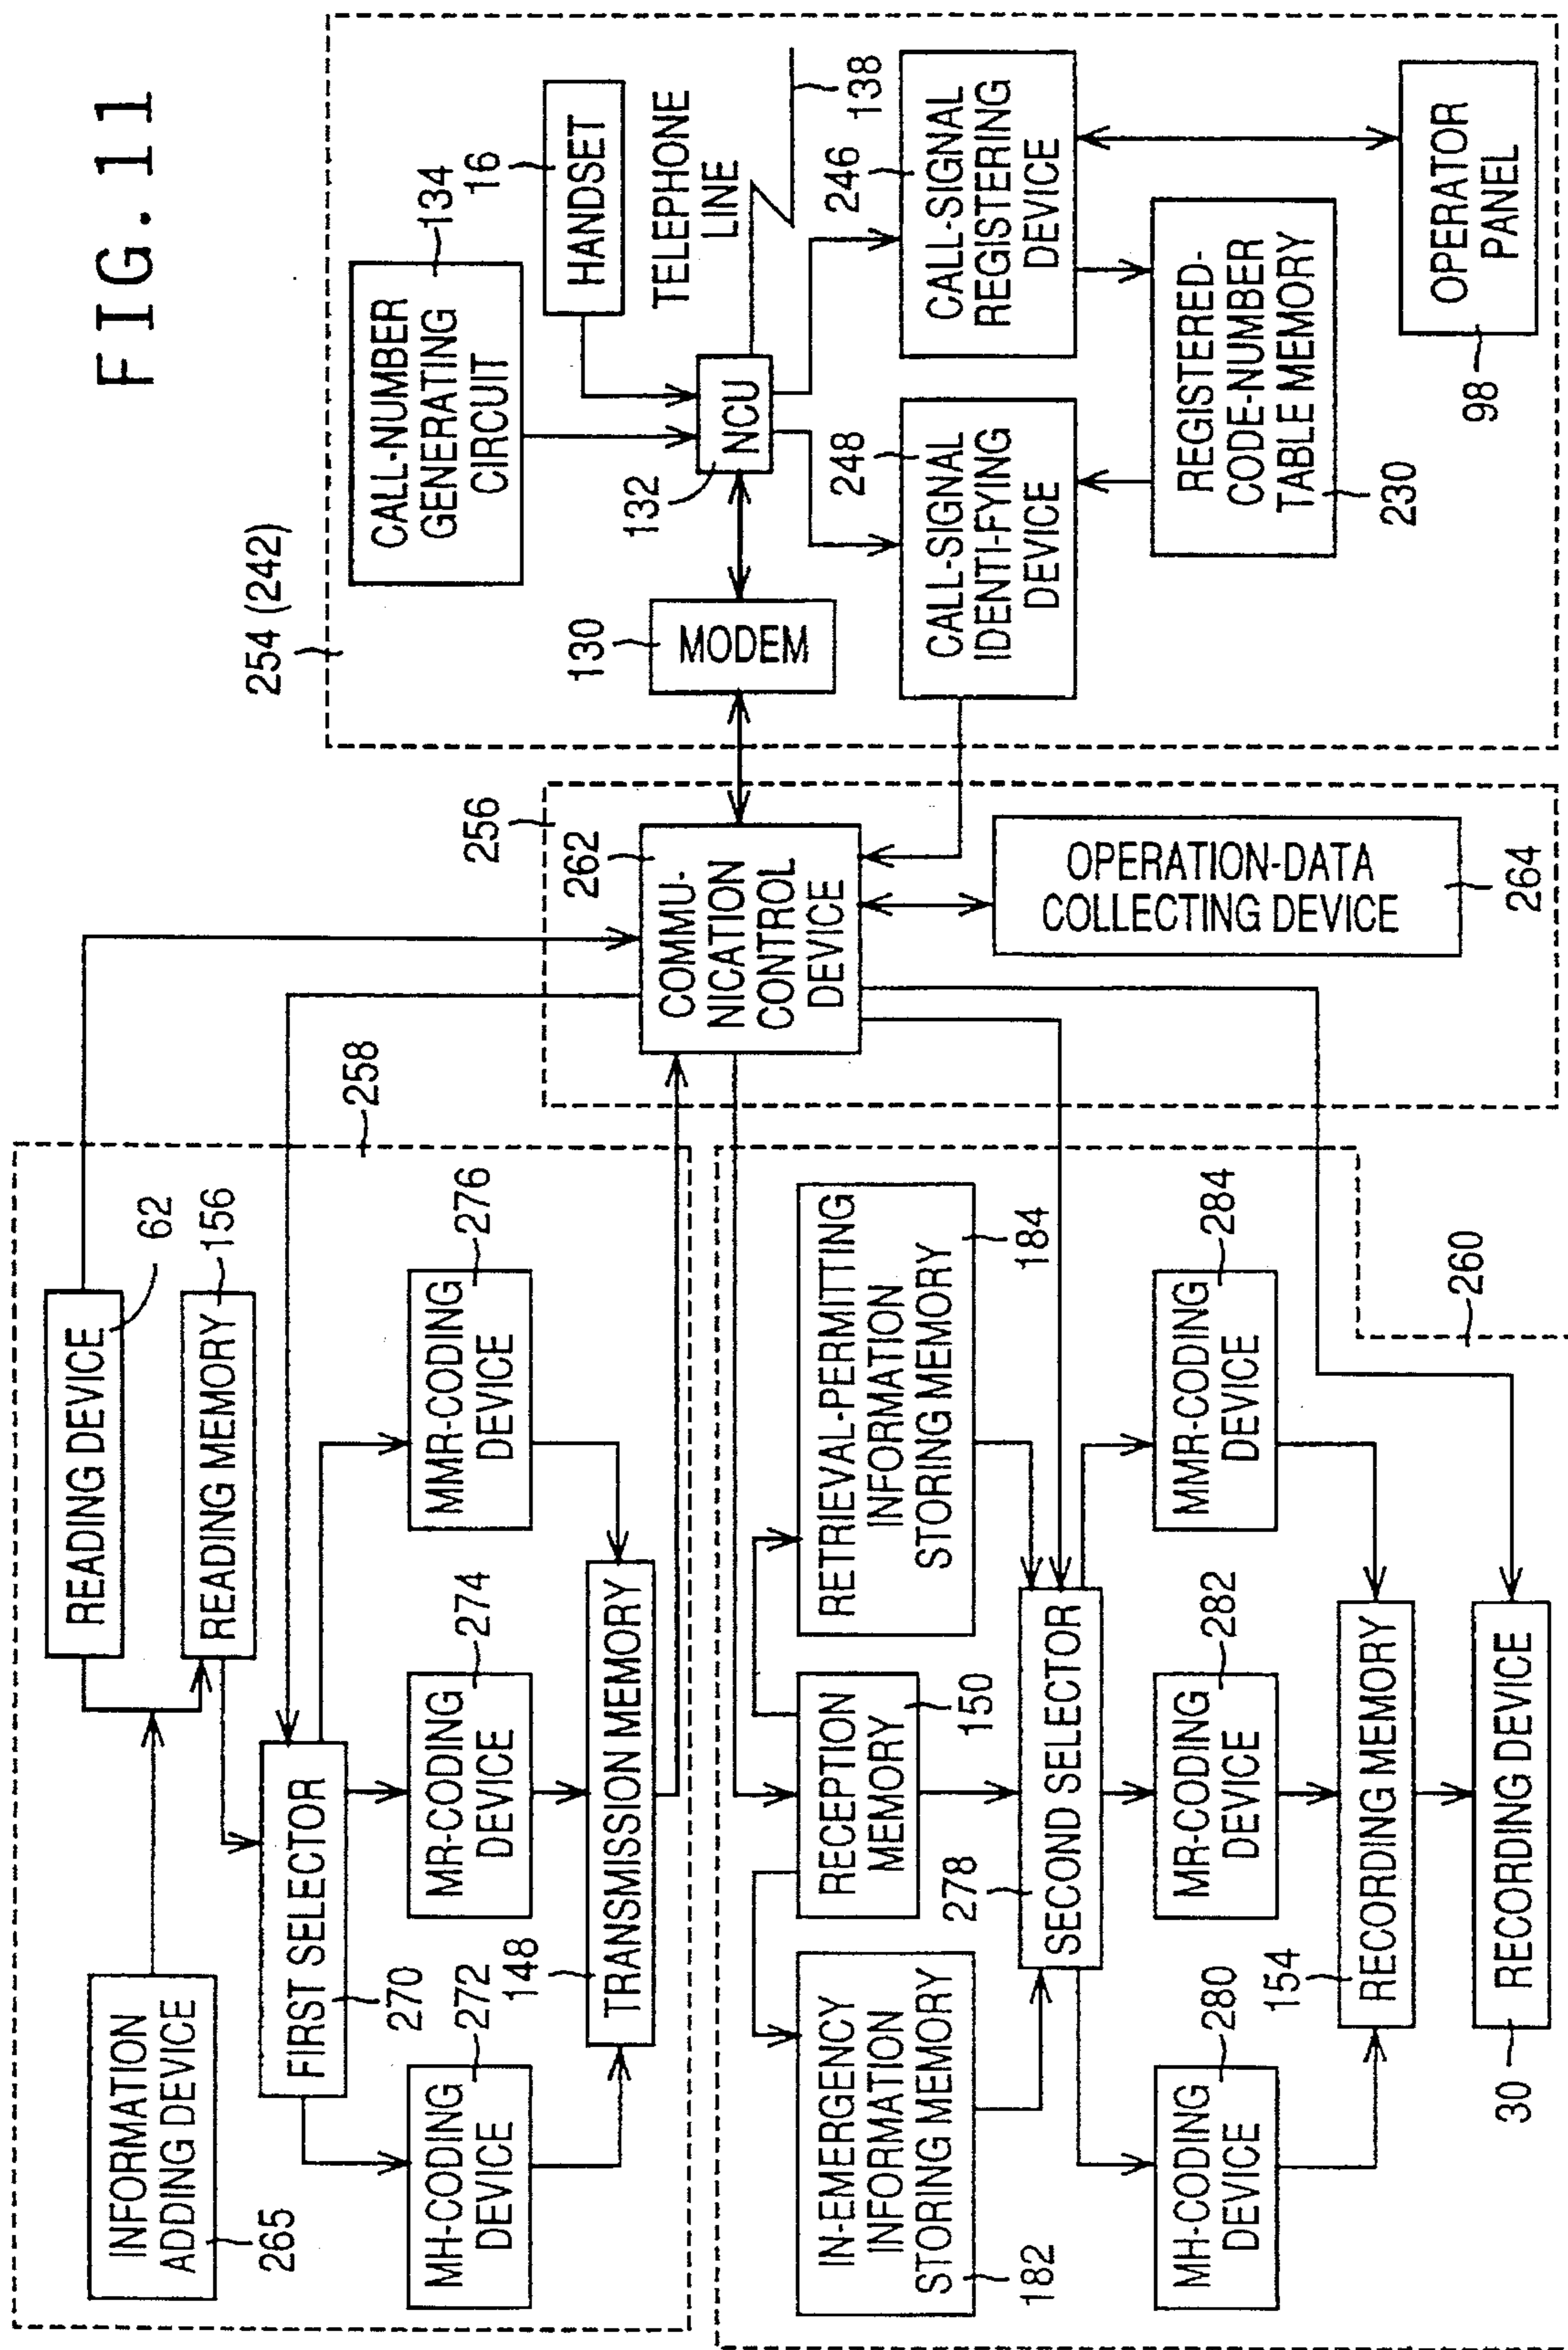 FIG. 11
INFORMATION
ADDING DEVICE
265
READING DEVICE
62
READING MEMORY
156
258
FIRST SELECTOR
270
MH-CODING
DEVICE
272
MR-CODING
DEVICE
274
MMR-CODING
DEVICE
276
148
TRANSMISSION MEMORY
IN-EMERGENCY
INFORMATION
STORING MEMORY
182
RECEPTION
MEMORY
150
RETRIEVAL-PERMITTING
INFORMATION
STORING MEMORY
184
278
SECOND SELECTOR
MH-CODING
DEVICE
280
MR-CODING
DEVICE
282
MMR-CODING
DEVICE
284
154
RECORDING MEMORY
30
RECORDING DEVICE
260
256
262
COMMU-
NICATION
CONTROL
DEVICE
OPERATION-DATA
COLLECTING DEVICE
264
254 (242)
CALL-NUMBER
GENERATING
CIRCUIT
134
16
HANDSET
TELEPHONE
LINE
138
130
MODEM
132
NCU
248
CALL-SIGNAL
IDENTI-FYING
DEVICE
246
CALL-SIGNAL
REGISTERING
DEVICE
REGISTERED-
CODE-NUMBER
TABLE MEMORY
230
98
OPERATOR
PANEL